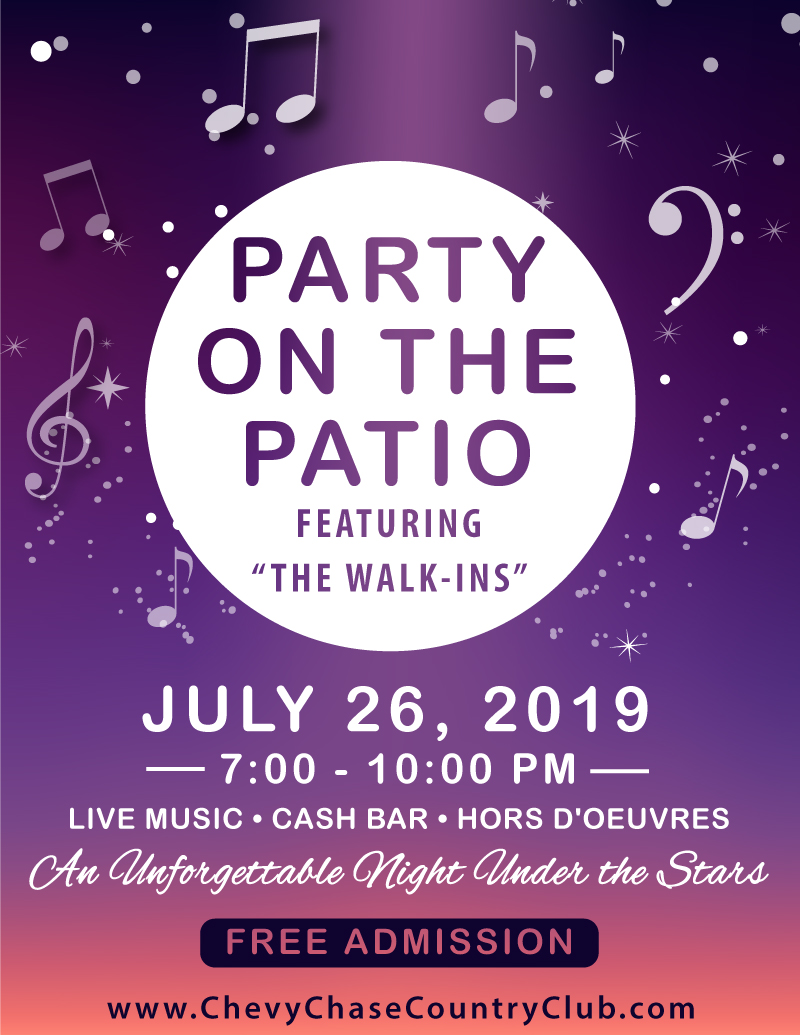 PARTY
ON THE
PATIO
FEATURING
“THE WALK-INS”
JULY 26, 2019
7:00 - 10:00 PM
LIVE MUSIC • CASH BAR • HORS D'OEUVRES
An Unforgettable Night Under the Stars
FREE ADMISSION
www.ChevyChaseCountryClub.com